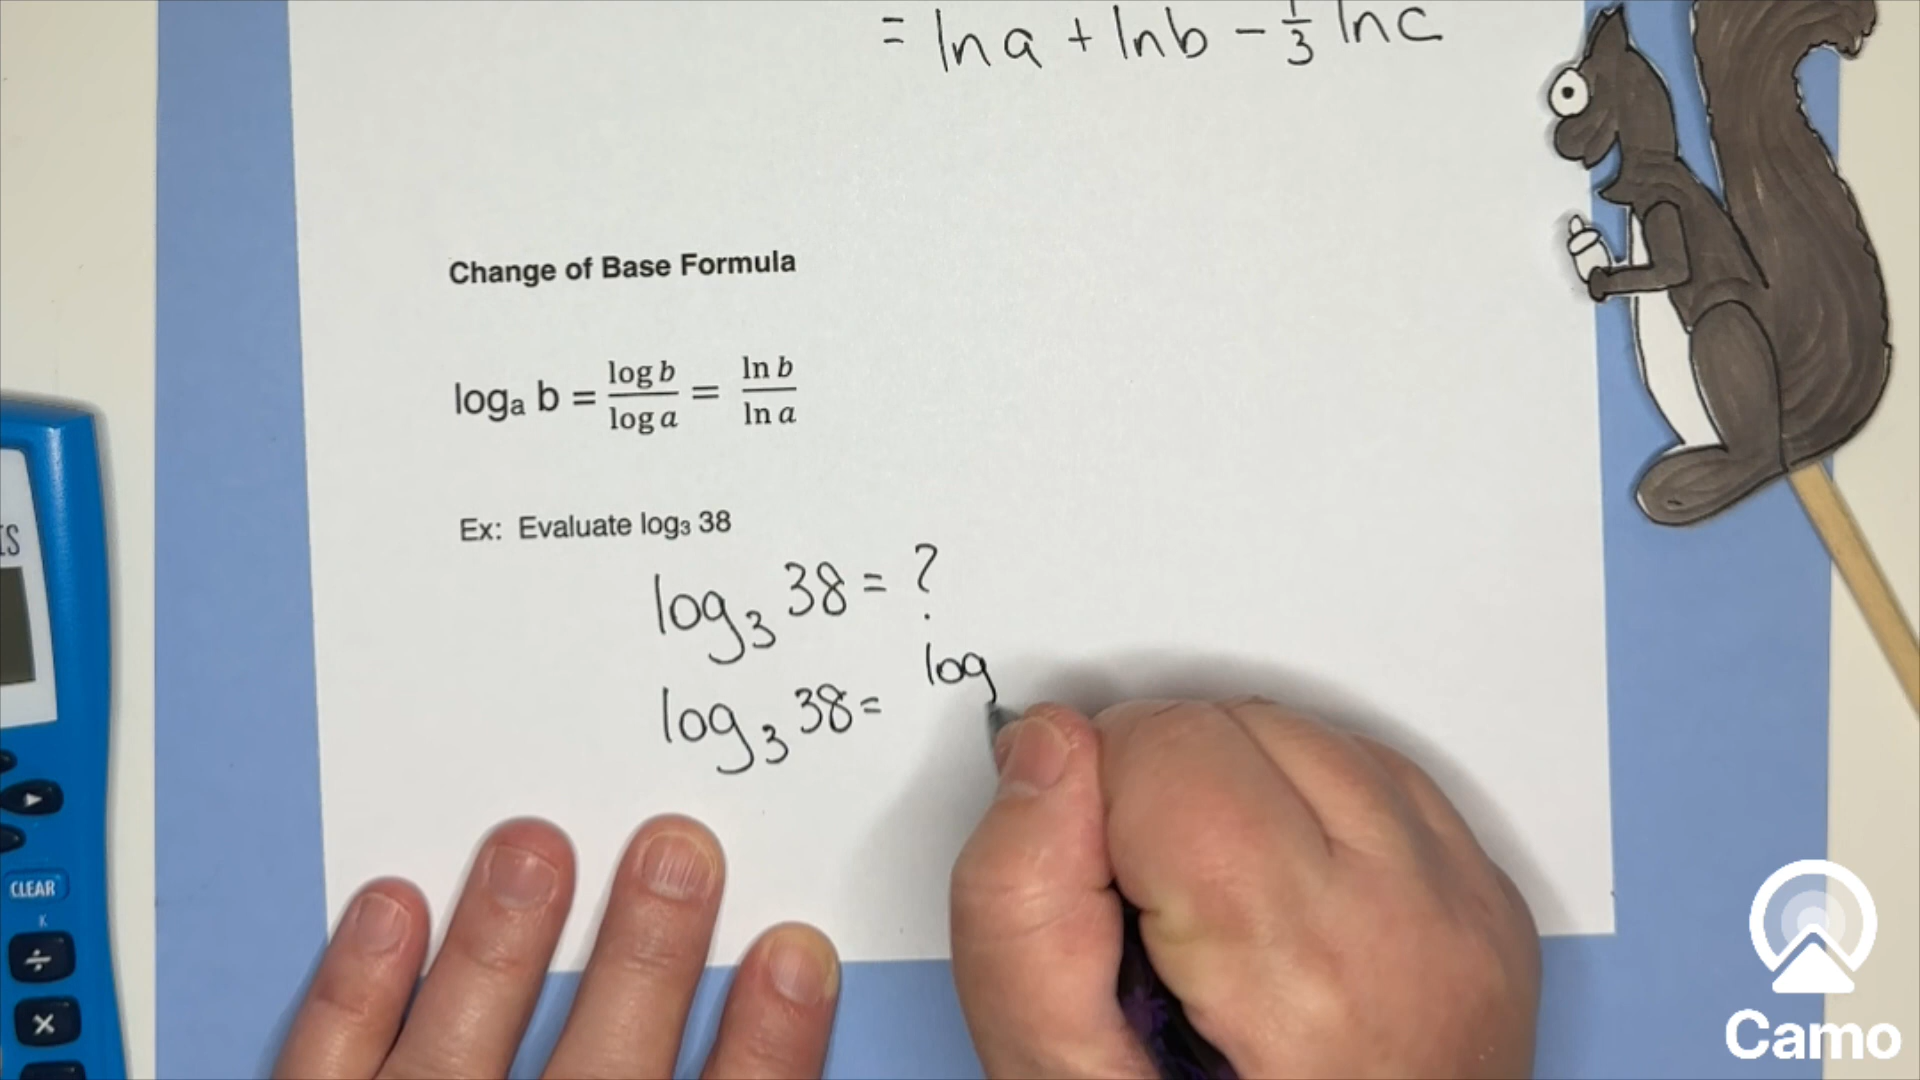 = ln a + ln b - 1/3 ln c
Change of Base Formula
logₐ b = log b / log a = ln b / ln a
Ex: Evaluate log₃ 38
log₃ 38 = ?
log₃ 38 = log
CLEAR
K
÷
×
Camo